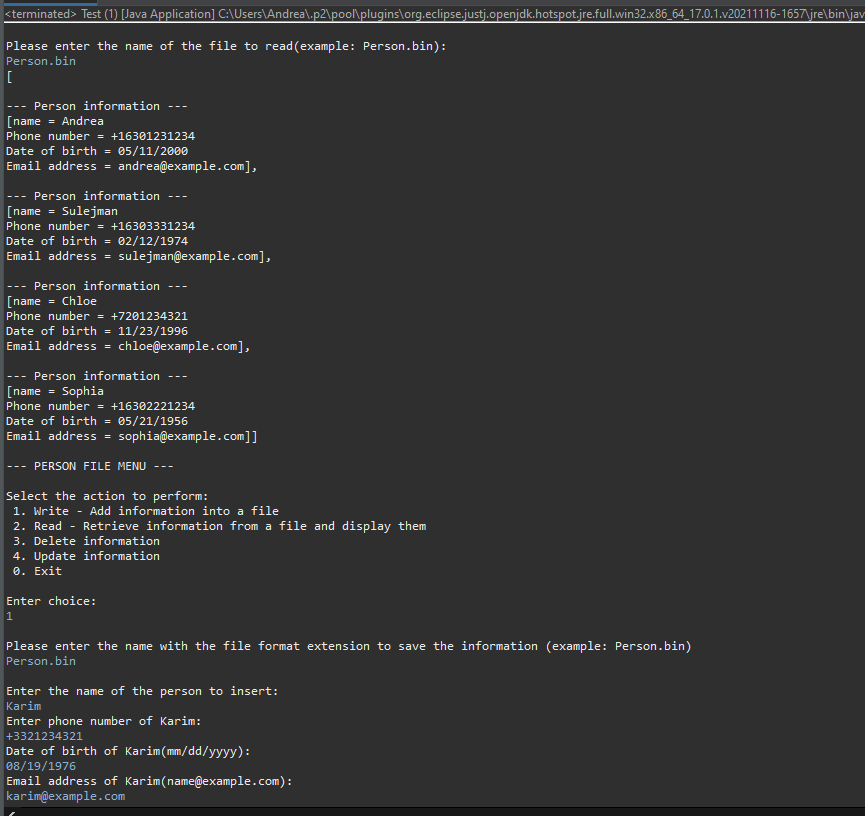 <terminated> Test (1) [Java Application] C:\Users\Andrea\.p2\pool\plugins\org.eclipse.justj.openjdk.hotspot.jre.full.win32.x86_64_17.0.1.v20211116-1657\jre\bin\jav
Please enter the name of the file to read(example: Person.bin):
Person.bin
[
--- Person information ---
[name = Andrea
Phone number = +16301231234
Date of birth = 05/11/2000
Email address = andrea@example.com],
--- Person information ---
[name = Sulejman
Phone number = +16303331234
Date of birth = 02/12/1974
Email address = sulejman@example.com],
--- Person information ---
[name = Chloe
Phone number = +7201234321
Date of birth = 11/23/1996
Email address = chloe@example.com],
--- Person information ---
[name = Sophia
Phone number = +16302221234
Date of birth = 05/21/1956
Email address = sophia@example.com]]
--- PERSON FILE MENU ---
Select the action to perform:
1. Write - Add information into a file
2. Read - Retrieve information from a file and display them
3. Delete information
4. Update information
0. Exit
Enter choice:
1
Please enter the name with the file format extension to save the information (example: Person.bin)
Person.bin
Enter the name of the person to insert:
Karim
Enter phone number of Karim:
+3321234321
Date of birth of Karim(mm/dd/yyyy):
08/19/1976
Email address of Karim(name@example.com):
karim@example.com